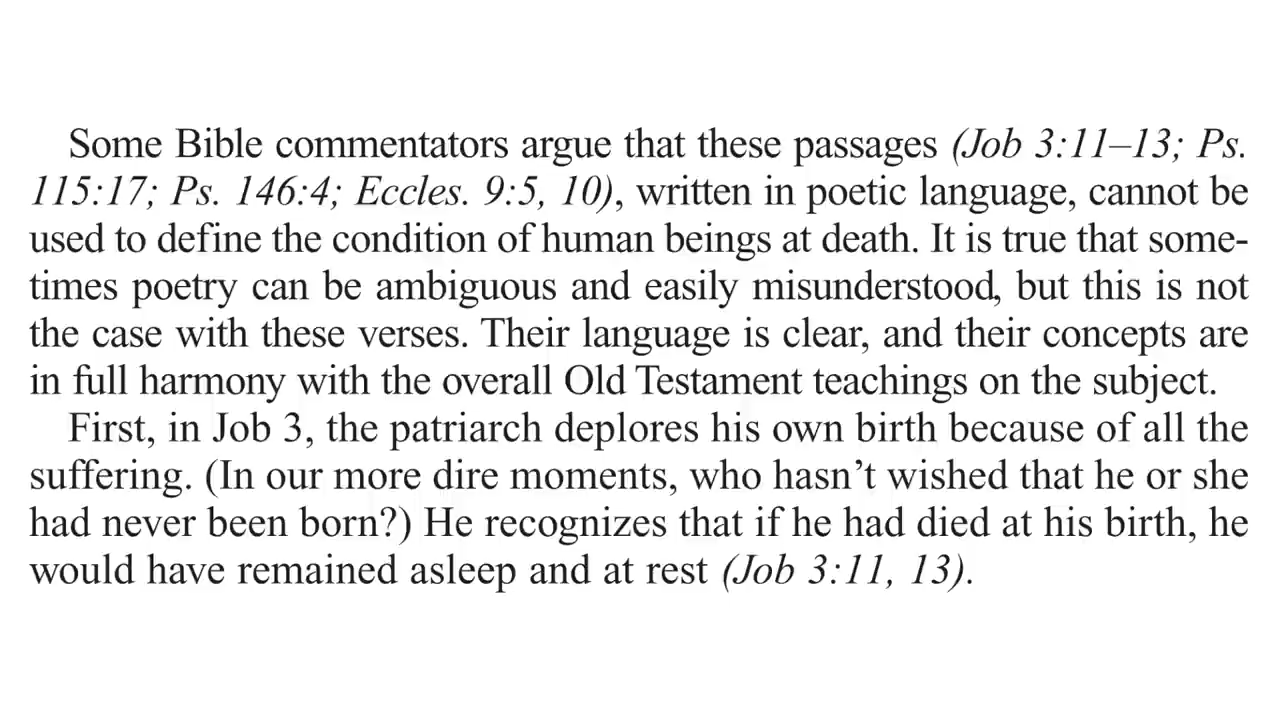 Some Bible commentators argue that these passages (Job 3:11–13; Ps.
115:17; Ps. 146:4; Eccles. 9:5, 10), written in poetic language, cannot be
used to define the condition of human beings at death. It is true that some-
times poetry can be ambiguous and easily misunderstood, but this is not
the case with these verses. Their language is clear, and their concepts are
in full harmony with the overall Old Testament teachings on the subject.
First, in Job 3, the patriarch deplores his own birth because of all the
suffering. (In our more dire moments, who hasn’t wished that he or she
had never been born?) He recognizes that if he had died at his birth, he
would have remained asleep and at rest (Job 3:11, 13).